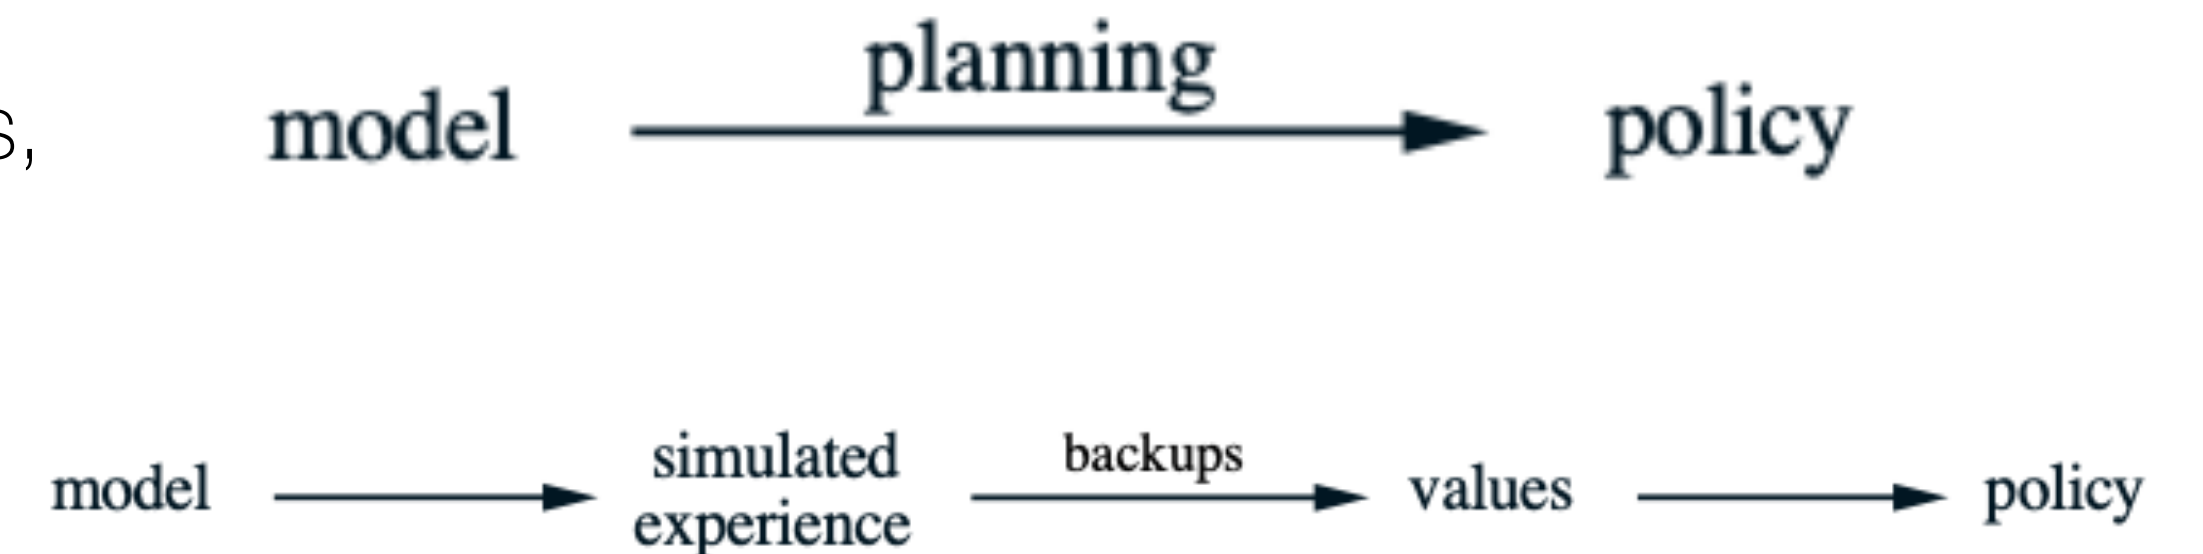 s,
planning
model policy
simulated
experience
backups
model values policy